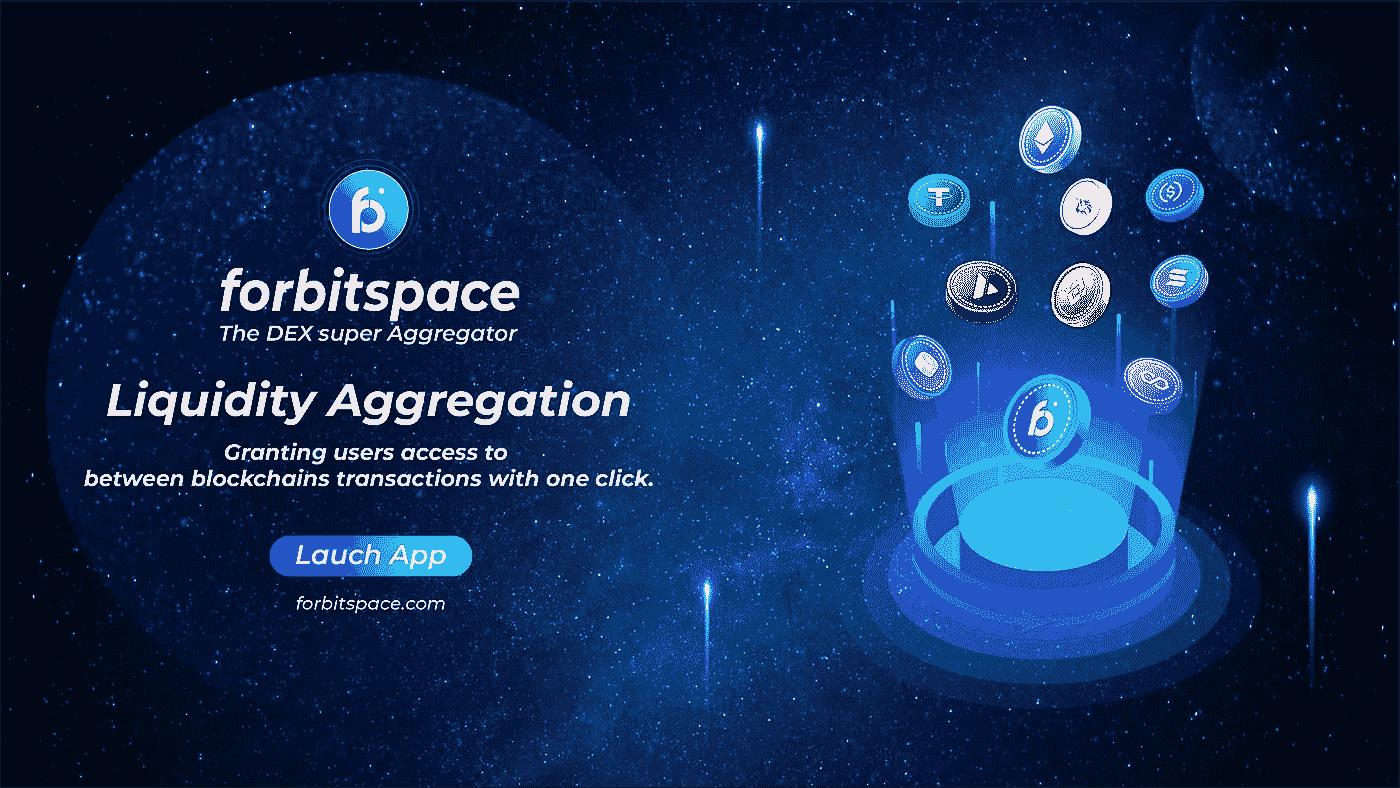 forbitspace
The DEX super Aggregator
Liquidity Aggregation
Granting users access to
between blockchains transactions with one click.
Lauch App
forbitspace.com